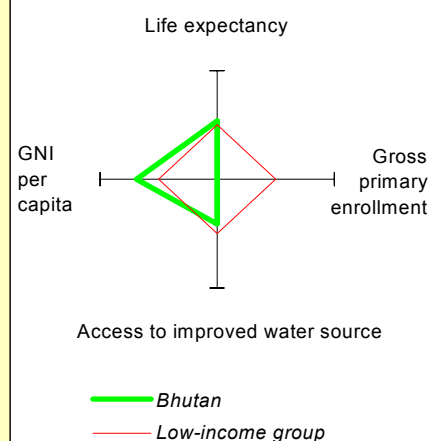 Life expectancy
GNI
per
capita
Gross
primary
enrollment
Access to improved water source
Bhutan
Low-income group